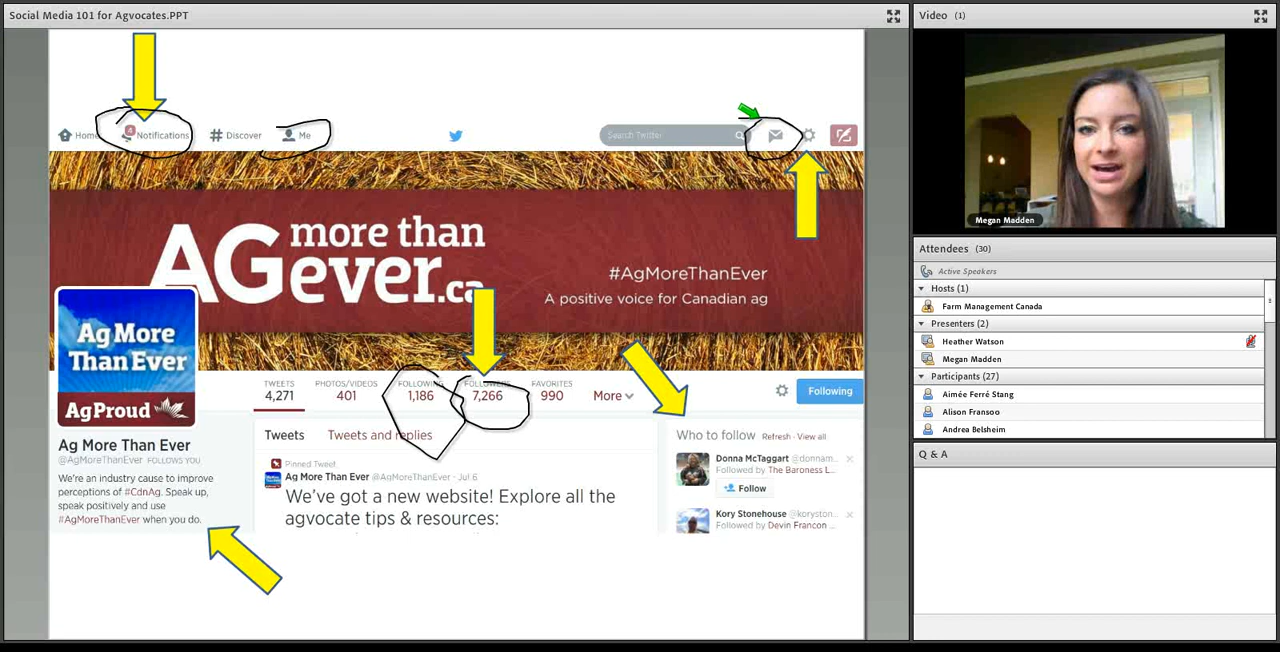 Social Media 101 for Agvocates.PPT
Home
4
Notifications
Discover
Me
Search Twitter
AG more than
ever.ca
#AgMoreThanEver
A positive voice for Canadian ag
Ag More
Than Ever
AgProud
TWEETS
4,271
PHOTOS/VIDEOS
401
FOLLOWING
1,186
FOLLOWERS
7,266
FAVORITES
990
More
Following
Ag More Than Ever
@AgMoreThanEver FOLLOWS YOU
We're an industry cause to improve
perceptions of #CdnAg. Speak up,
speak positively and use
#AgMoreThanEver when you do.
Tweets Tweets and replies
Pinned Tweet
Ag More Than Ever @AgMoreThanEver · Jul 6
We've got a new website! Explore all the
agvocate tips & resources:
Who to follow Refresh · View all
Donna McTaggart @donnam...
Followed by The Baroness L...
Follow
Kory Stonehouse @koryston...
Followed by Devin Francon ...
Video (1)
Megan Madden
Attendees (30)
Active Speakers
Hosts (1)
Farm Management Canada
Presenters (2)
Heather Watson
Megan Madden
Participants (27)
Aimée Ferré Stang
Alison Fransoo
Andrea Belsheim
Q & A